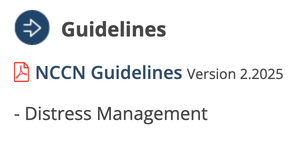 Guidelines
NCCN Guidelines Version 2.2025
- Distress Management